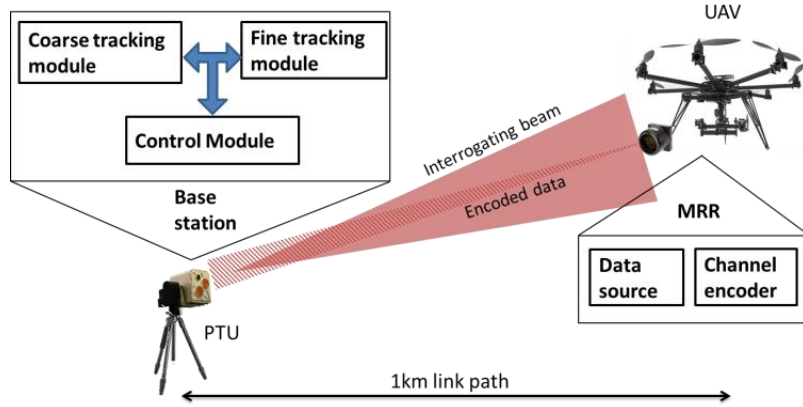 Coarse tracking
module
Fine tracking
module
Control Module
Base
station
UAV
Interrogating beam
Encoded data
MRR
Data
source
Channel
encoder
PTU
1km link path